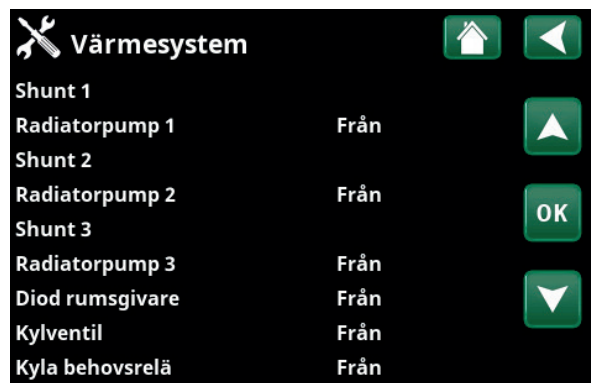 Värmesystem
Shunt 1
Radiatorpump 1 Från
Shunt 2
Radiatorpump 2 Från
OK
Shunt 3
Radiatorpump 3 Från
Diod rumsgivare Från
Kylventil Från
Kyla behovsrelä Från